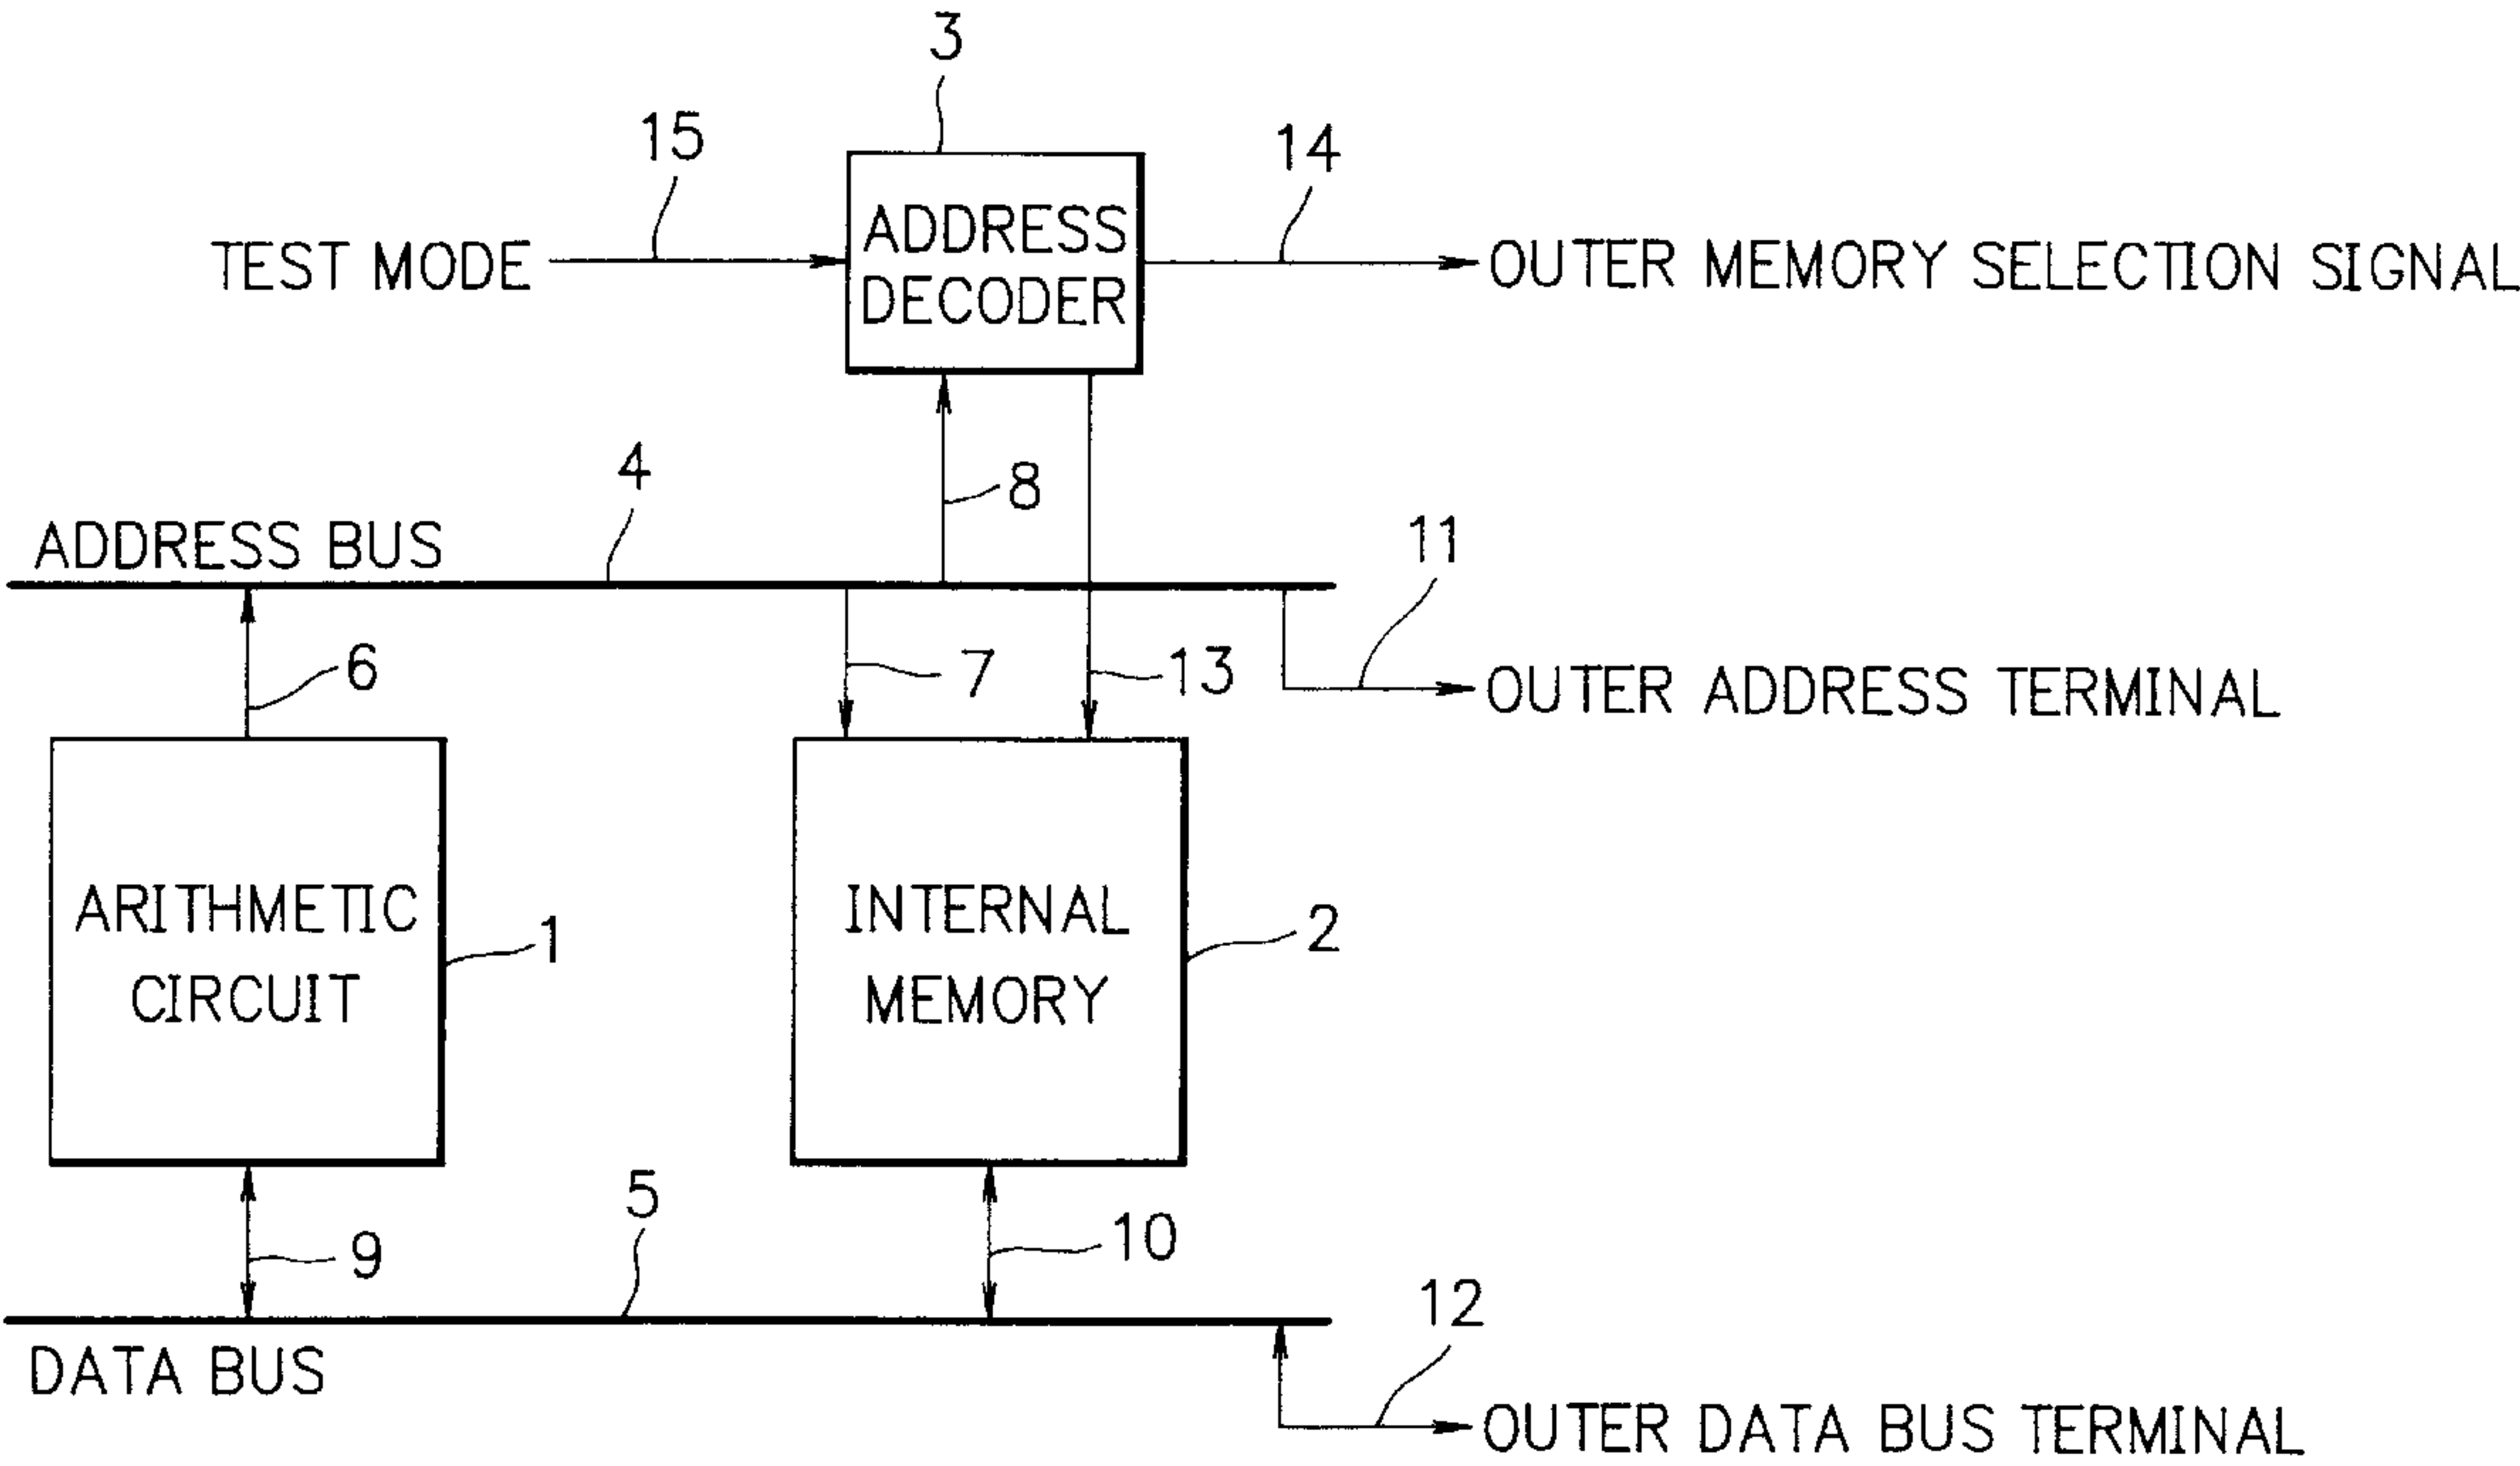 3
15
14
ADDRESS
DECODER
TEST MODE
OUTER MEMORY SELECTION SIGNAL
4
8
ADDRESS BUS
11
6
7
13
OUTER ADDRESS TERMINAL
ARITHMETIC
CIRCUIT
1
INTERNAL
MEMORY
2
5
9
10
12
DATA BUS
OUTER DATA BUS TERMINAL